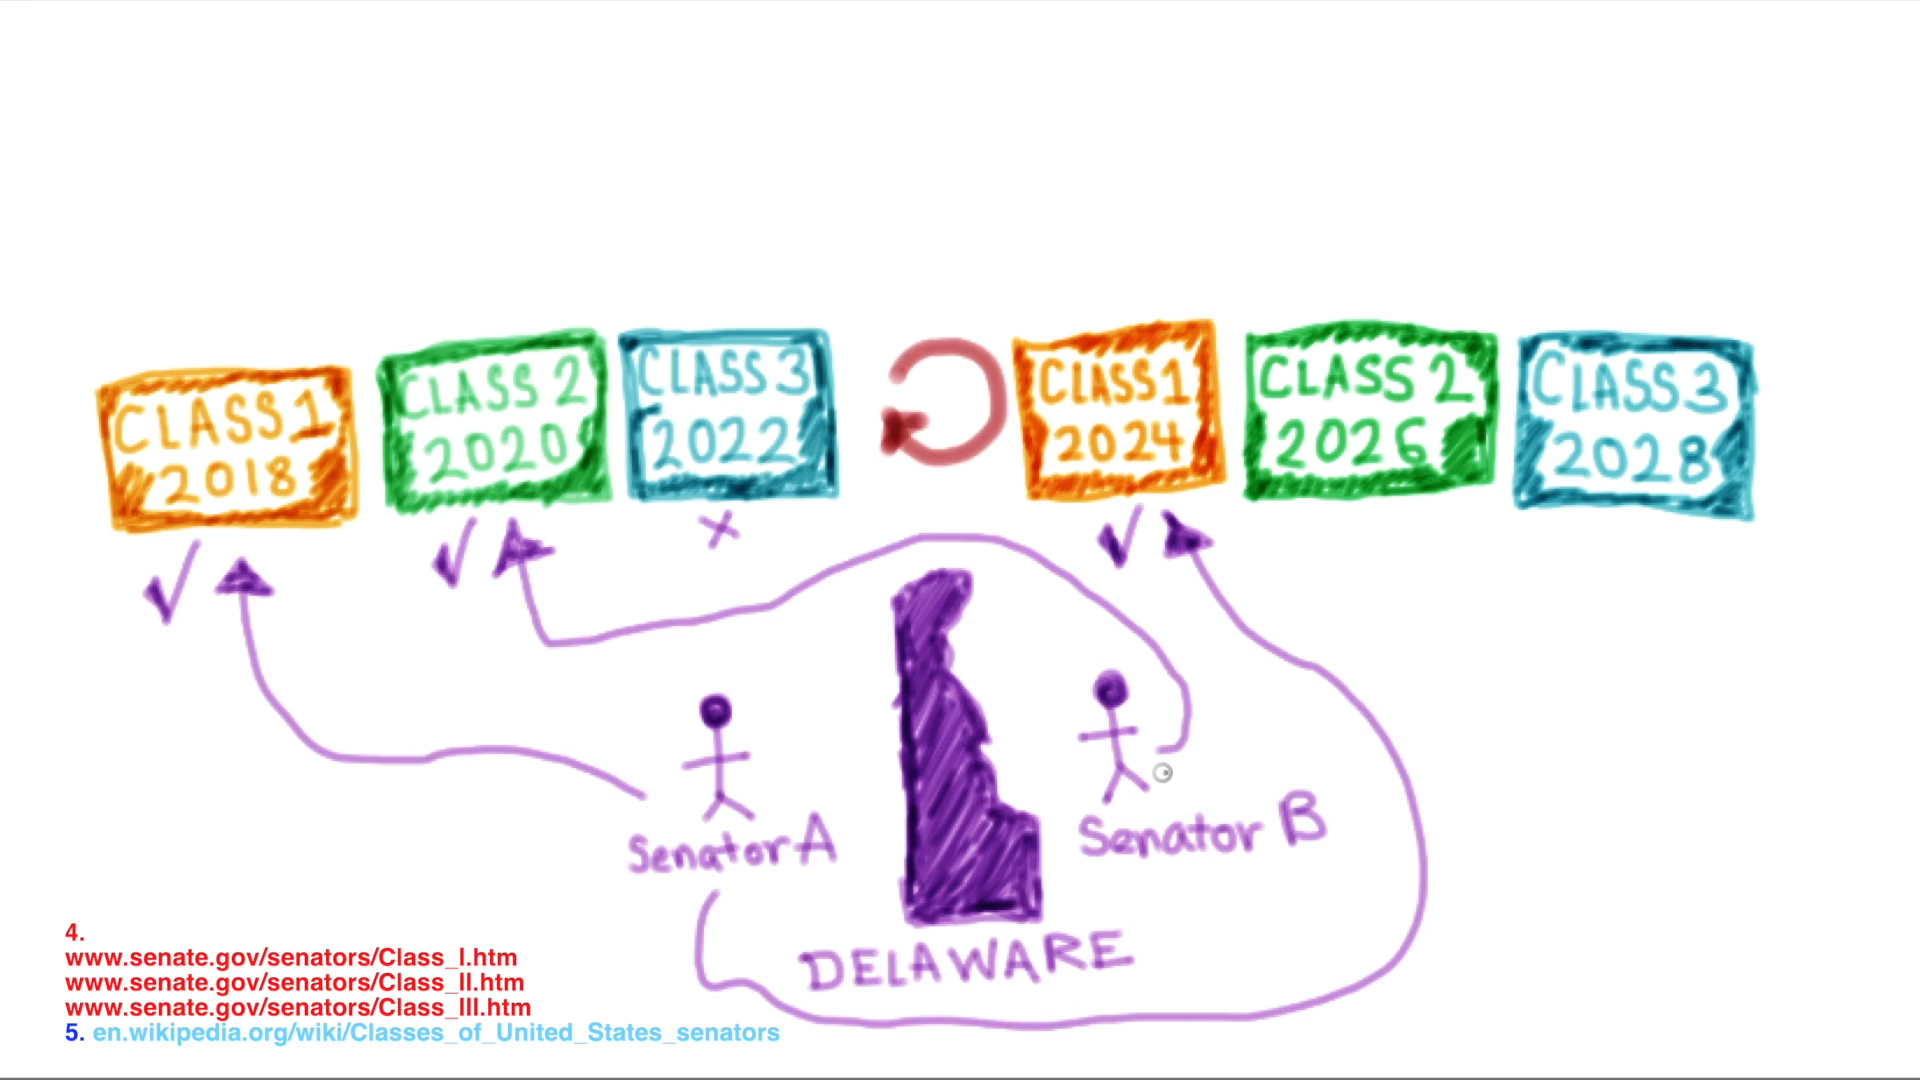 CLASS 1
2018
CLASS 2
2020
CLASS 3
2022
CLASS 1
2024
CLASS 2
2026
CLASS 3
2028
Senator A
Senator B
DELAWARE
4.
www.senate.gov/senators/Class_I.htm
www.senate.gov/senators/Class_II.htm
www.senate.gov/senators/Class_III.htm
5. en.wikipedia.org/wiki/Classes_of_United_States_senators